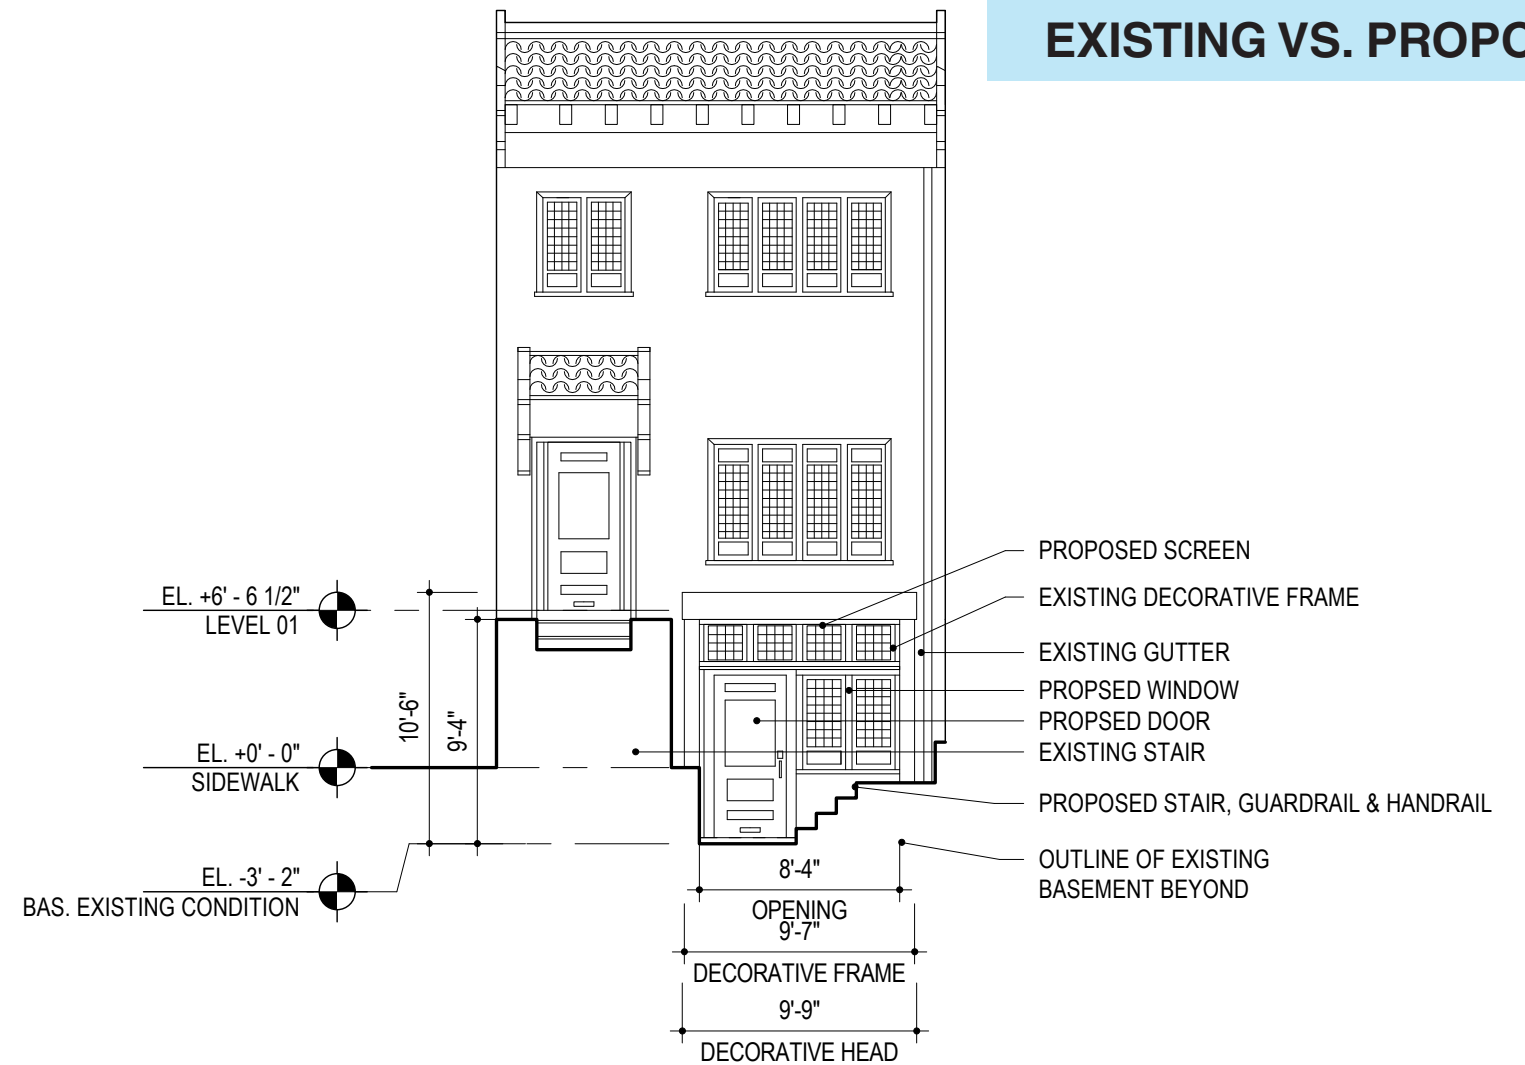 EXISTING VS. PROPO
PROPOSED SCREEN
EXISTING DECORATIVE FRAME
EL. +6' - 6 1/2"
LEVEL 01
EXISTING GUTTER
PROPSED WINDOW
10'-6"
9'-4"
PROPSED DOOR
EL. +0' - 0"
SIDEWALK
EXISTING STAIR
PROPOSED STAIR, GUARDRAIL & HANDRAIL
EL. -3' - 2"
BAS. EXISTING CONDITION
OUTLINE OF EXISTING
BASEMENT BEYOND
8'-4"
OPENING
9'-7"
DECORATIVE FRAME
9'-9"
DECORATIVE HEAD